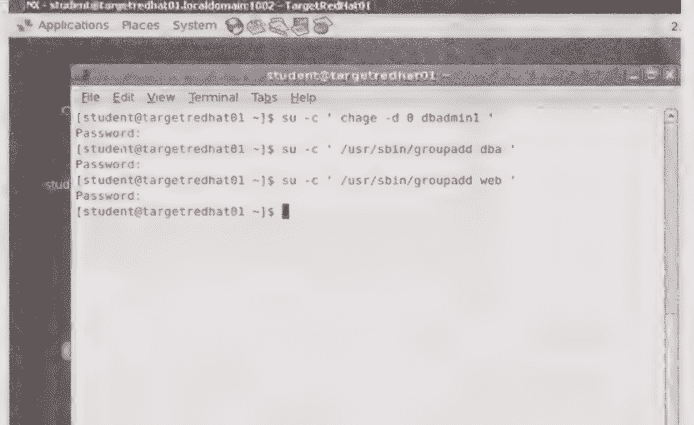 NX - student@targetredhat01.localdomain:1002 - TargetRedHat01
Applications Places System
2
student@targetredhat01:~
File Edit View Terminal Tabs Help
[student@targetredhat01 ~]$ su -c ' chage -d 0 dbadmin1 '
Password:
[student@targetredhat01 ~]$ su -c ' /usr/sbin/groupadd dba '
Password:
[student@targetredhat01 ~]$ su -c ' /usr/sbin/groupadd web '
Password:
[student@targetredhat01 ~]$
stud